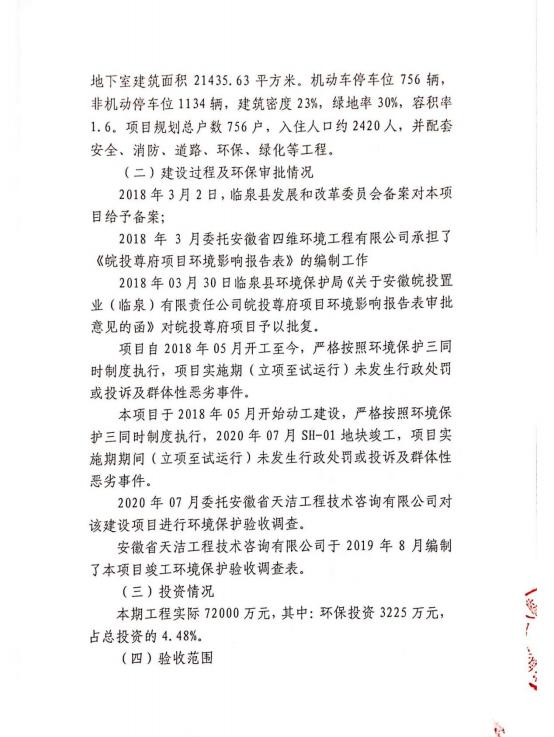 地下室建筑面积 21435.63 平方米。机动车停车位 756 辆，
非机动停车位 1134 辆，建筑密度 23%，绿地率 30%，容积率
1.6。项目规划总户数 756 户，入住人口约 2420 人，并配套
安全、消防、道路、环保、绿化等工程。
（二）建设过程及环保审批情况
2018 年 3 月 2 日，临泉县发展和改革委员会备案对本项
目给予备案；
2018 年 3 月委托安徽省四维环境工程有限公司承担了
《皖投尊府项目环境影响报告表》的编制工作
2018 年 03 月 30 日临泉县环境保护局《关于安徽皖投置
业（临泉）有限责任公司皖投尊府项目环境影响报告表审批
意见的函》对皖投尊府项目予以批复。
项目自 2018 年 05 月开工至今，严格按照环境保护三同
时制度执行，项目实施期（立项至试运行）未发生行政处罚
或投诉及群体性恶劣事件。
本项目于 2018 年 05 月开始动工建设，严格按照环境保
护三同时制度执行，2020 年 07 月 SH-01 地块竣工，项目实
施期期间（立项至试运行）未发生行政处罚或投诉及群体性
恶劣事件。
2020 年 07 月委托安徽省天洁工程技术咨询有限公司对
该建设项目进行环境保护验收调查。
安徽省天洁工程技术咨询有限公司于 2019 年 8 月编制
了本项目竣工环境保护验收调查表。
（三）投资情况
本期工程实际 72000 万元，其中：环保投资 3225 万元，
占总投资的 4.48%。
（四）验收范围